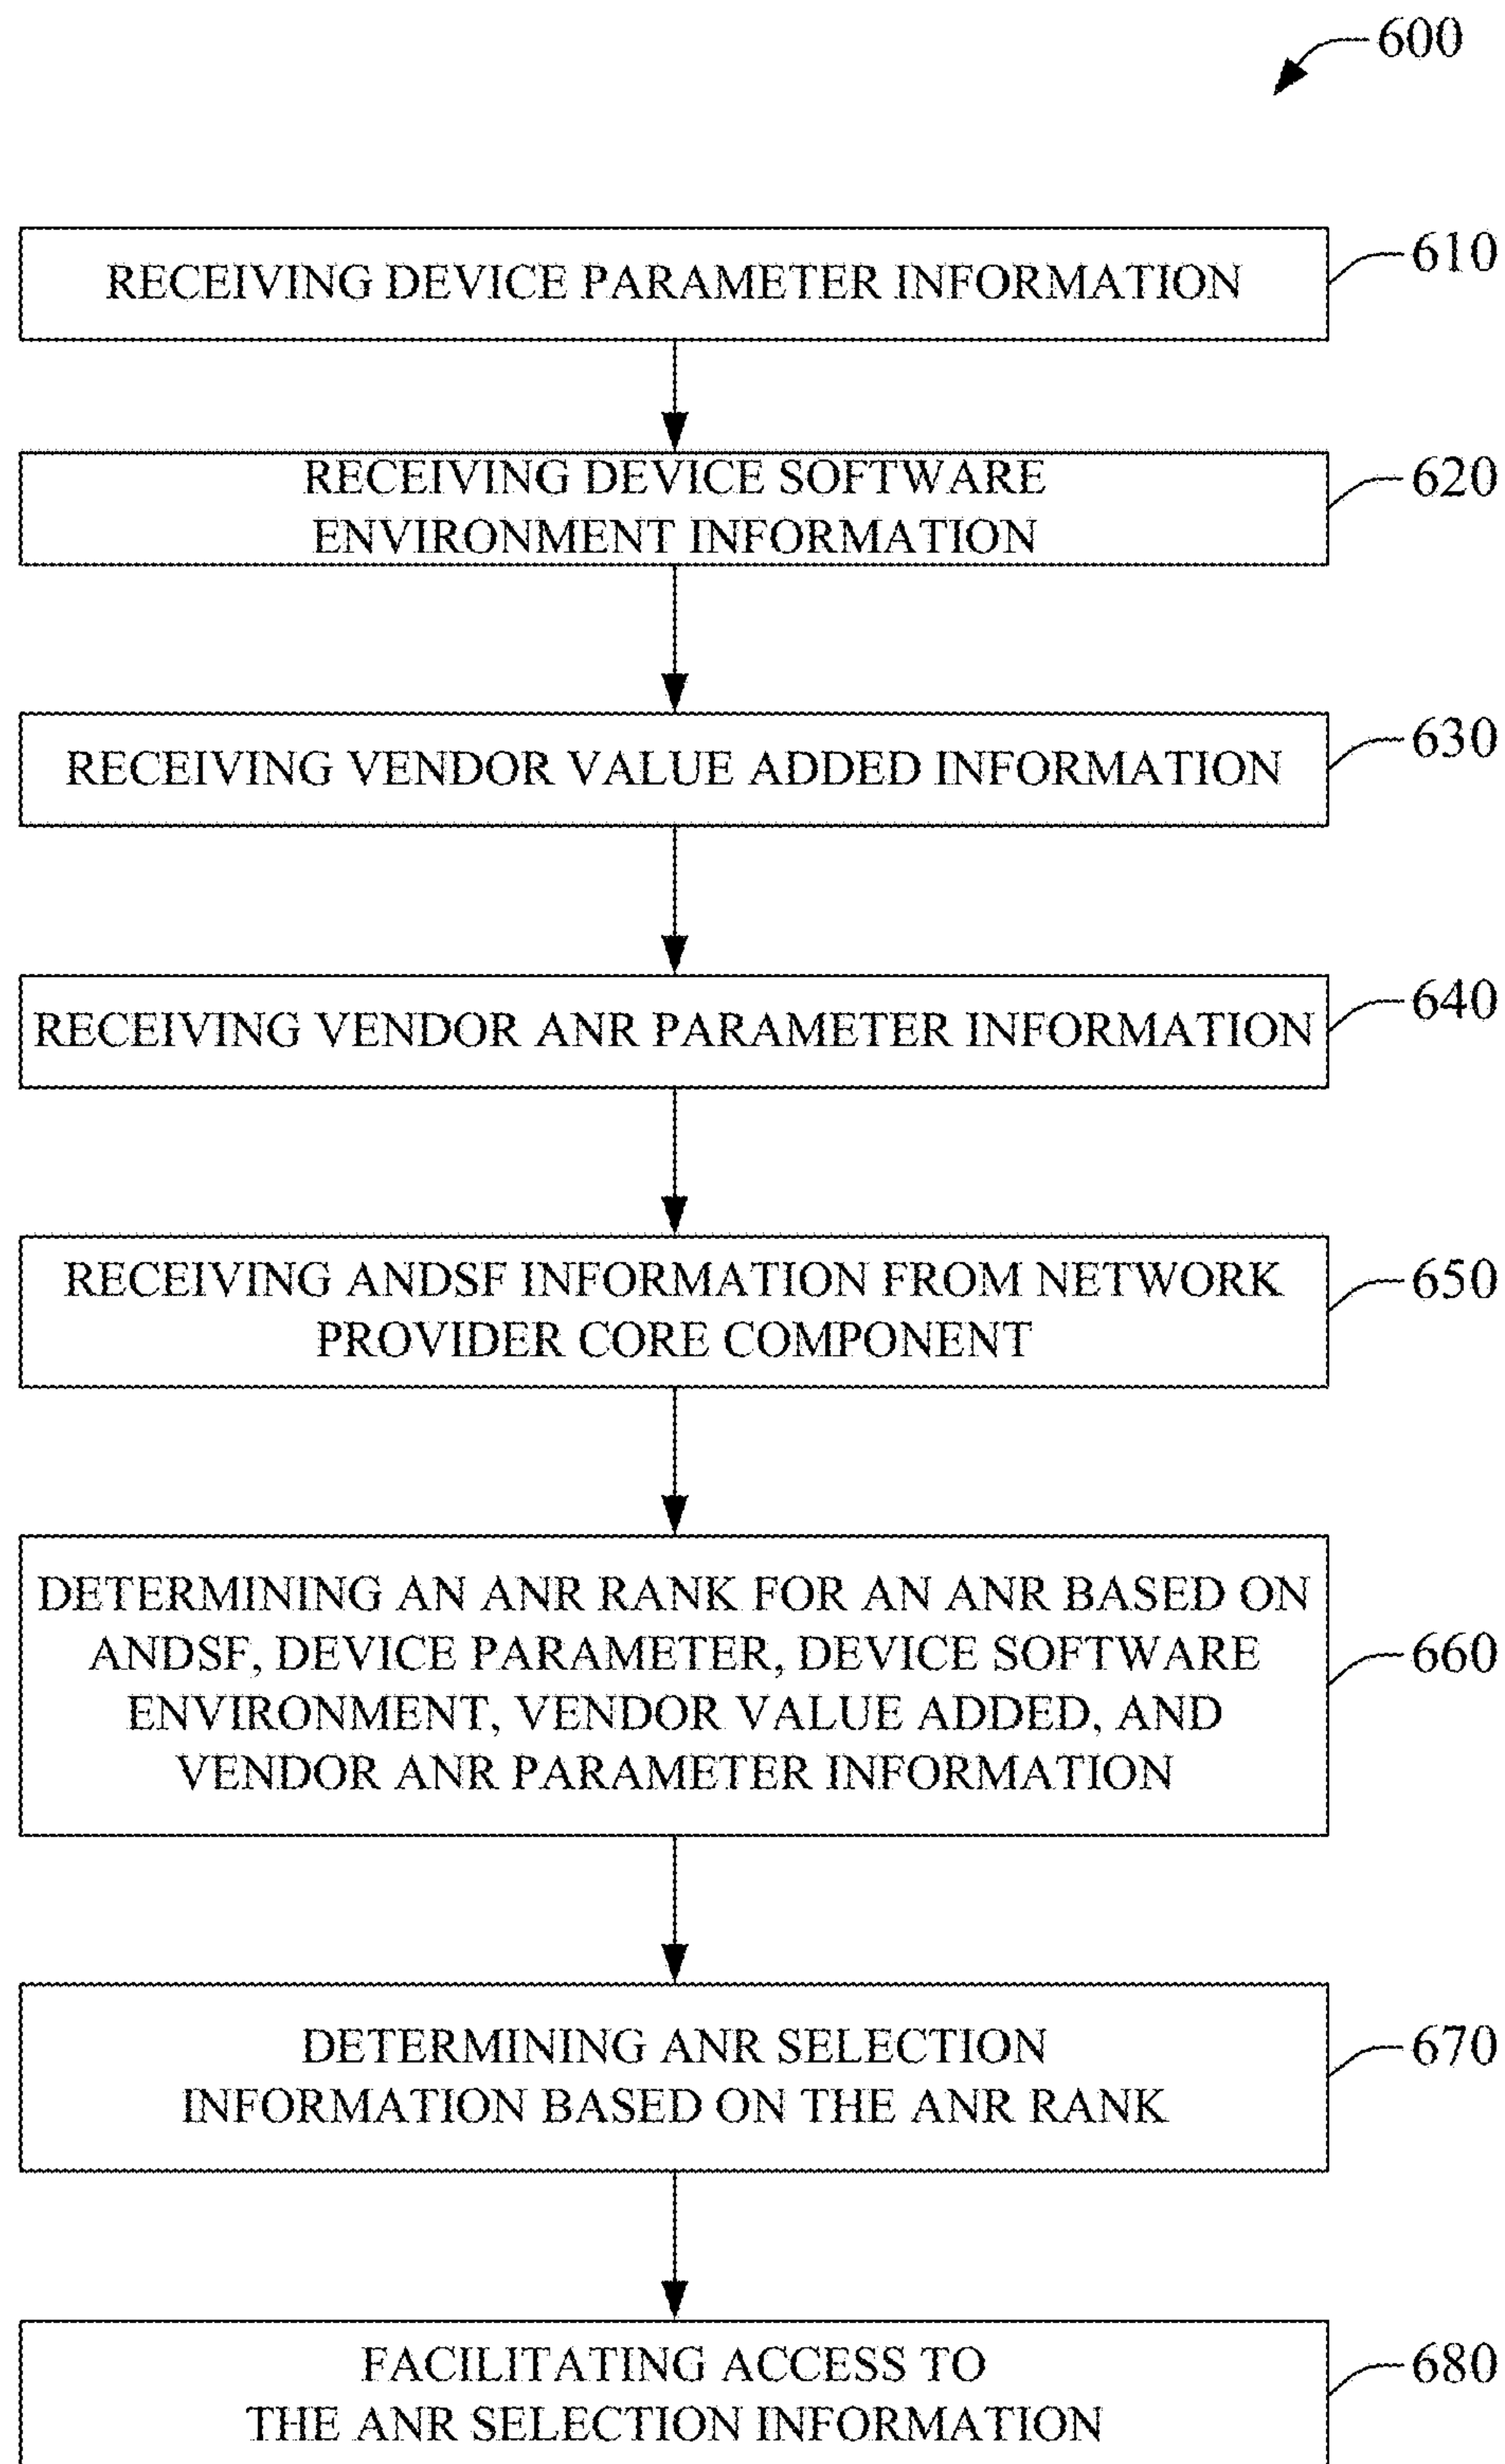 600
RECEIVING DEVICE PARAMETER INFORMATION
610
RECEIVING DEVICE SOFTWARE
ENVIRONMENT INFORMATION
620
RECEIVING VENDOR VALUE ADDED INFORMATION
630
RECEIVING VENDOR ANR PARAMETER INFORMATION
640
RECEIVING ANDSF INFORMATION FROM NETWORK
PROVIDER CORE COMPONENT
650
DETERMINING AN ANR RANK FOR AN ANR BASED ON
ANDSF, DEVICE PARAMETER, DEVICE SOFTWARE
ENVIRONMENT, VENDOR VALUE ADDED, AND
VENDOR ANR PARAMETER INFORMATION
660
DETERMINING ANR SELECTION
INFORMATION BASED ON THE ANR RANK
670
FACILITATING ACCESS TO
THE ANR SELECTION INFORMATION
680